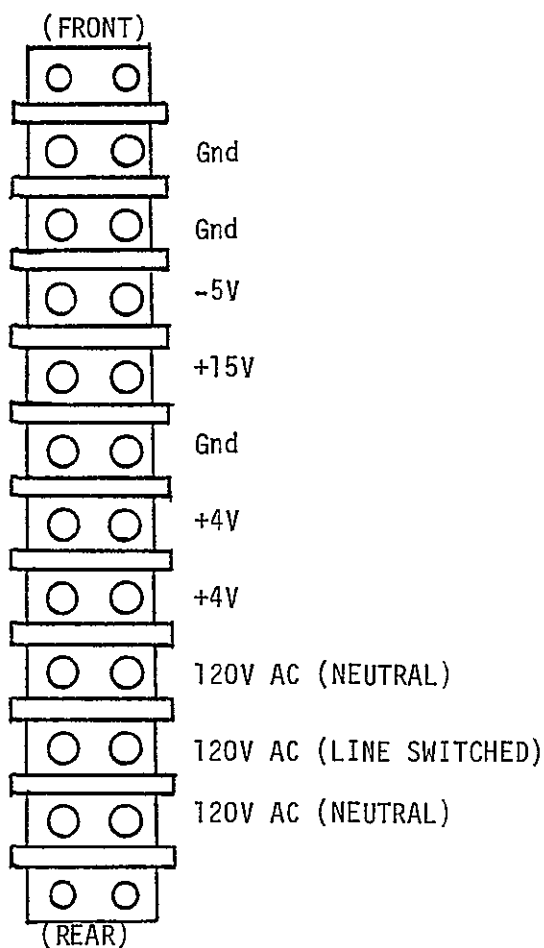 (FRONT)
Gnd
Gnd
-5V
+15V
Gnd
+4V
+4V
120V AC (NEUTRAL)
120V AC (LINE SWITCHED)
120V AC (NEUTRAL)
(REAR)